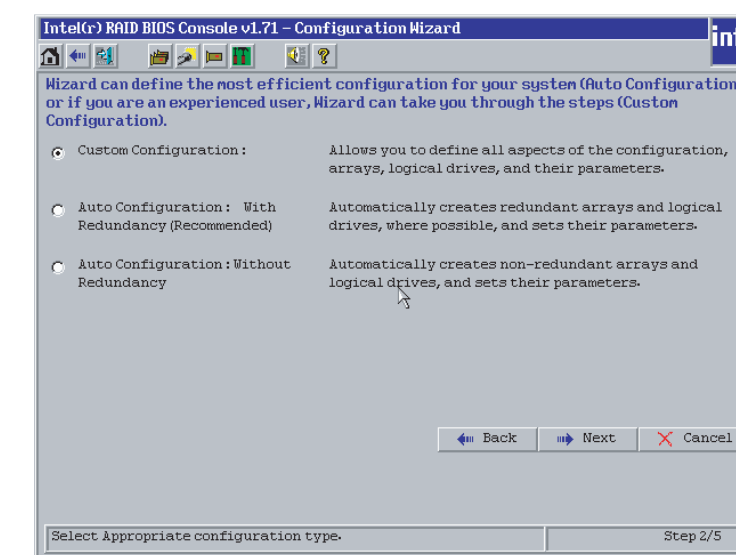 Intel(r) RAID BIOS Console v1.71 - Configuration Wizard
Wizard can define the most efficient configuration for your system (Auto Configuration
or if you are an experienced user, Wizard can take you through the steps (Custom
Configuration).
Custom Configuration :
Allows you to define all aspects of the configuration,
arrays, logical drives, and their parameters.
Auto Configuration : With
Redundancy (Recommended)
Automatically creates redundant arrays and logical
drives, where possible, and sets their parameters.
Auto Configuration : Without
Redundancy
Automatically creates non-redundant arrays and
logical drives, and sets their parameters.
Back
Next
Cancel
Select Appropriate configuration type.
Step 2/5